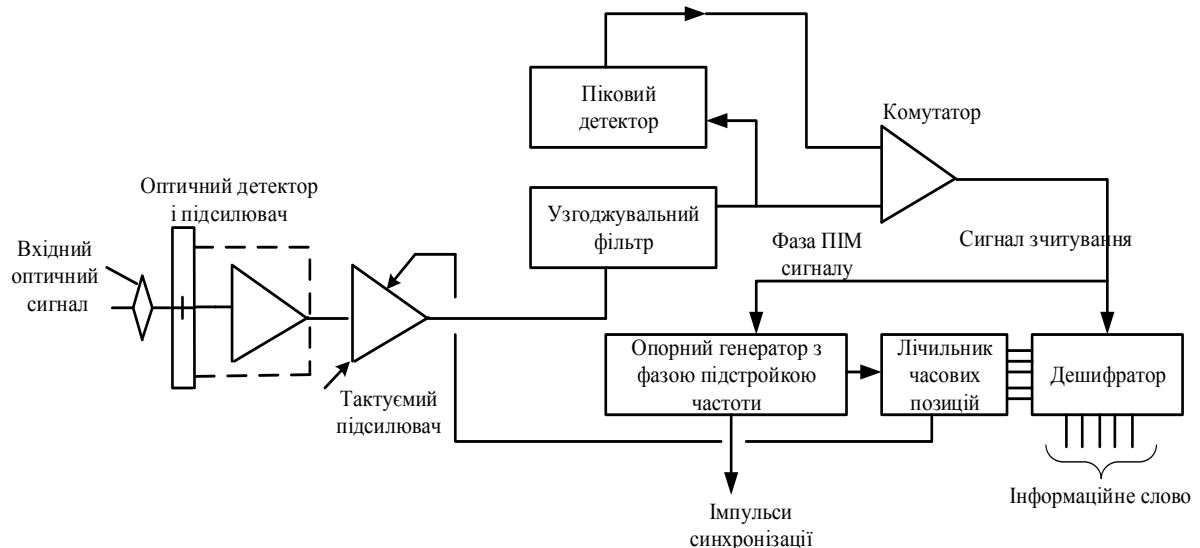 Піковий
детектор
Комутатор
Оптичний детектор
і підсилювач
Узгоджувальний
фільтр
Вхідний
оптичний
сигнал
Фаза ПІМ
сигналу
Сигнал зчитування
Опорний генератор з
фазою підстройкою
частоти
Лічильник
часових
позицій
Дешифратор
Тактуємий
підсилювач
Інформаційне слово
Імпульси
синхронізації